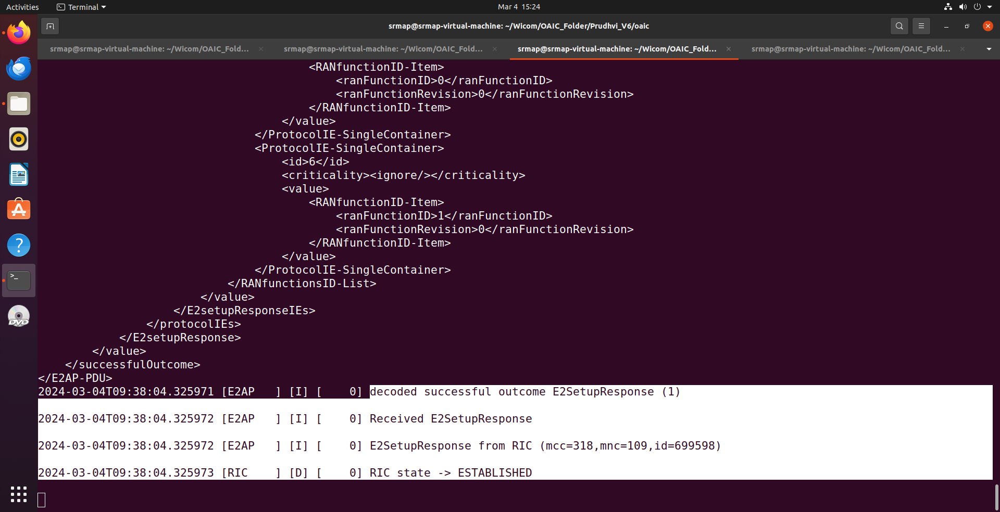 Activities
Terminal
Mar 4 15:24
srmap@srmap-virtual-machine: ~/Wicom/OAIC_Folder/Prudhvi_V6/oaic
srmap@srmap-virtual-machine: ~/Wicom/OAIC_Fold...
srmap@srmap-virtual-machine: ~/Wicom/OAIC_Fold...
srmap@srmap-virtual-machine: ~/Wicom/OAIC_Fold...
srmap@srmap-virtual-machine: ~/Wicom/OAIC_Fold...
<RANfunctionID-Item>
<ranFunctionID>0</ranFunctionID>
<ranFunctionRevision>0</ranFunctionRevision>
</RANfunctionID-Item>
</value>
</ProtocolIE-SingleContainer>
<ProtocolIE-SingleContainer>
<id>6</id>
<criticality><ignore/></criticality>
<value>
<RANfunctionID-Item>
<ranFunctionID>1</ranFunctionID>
<ranFunctionRevision>0</ranFunctionRevision>
</RANfunctionID-Item>
</value>
</ProtocolIE-SingleContainer>
</RANfunctionsID-List>
</value>
</E2setupResponseIEs>
</protocolIEs>
</E2setupResponse>
</value>
</successfulOutcome>
</E2AP-PDU>
2024-03-04T09:38:04.325971 [E2AP   ] [I] [    0] decoded successful outcome E2SetupResponse (1)
2024-03-04T09:38:04.325972 [E2AP   ] [I] [    0] Received E2SetupResponse
2024-03-04T09:38:04.325972 [E2AP   ] [I] [    0] E2SetupResponse from RIC (mcc=318,mnc=109,id=699598)
2024-03-04T09:38:04.325973 [RIC    ] [D] [    0] RIC state -> ESTABLISHED
DVD